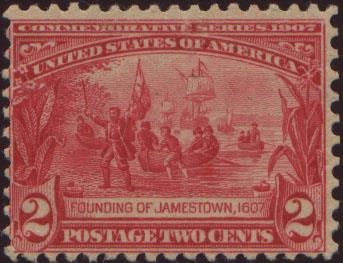 COMMEMORATIVE SERIES 1907
UNITED STATES OF AMERICA
FOUNDING OF JAMESTOWN, 1607
2 POSTAGE TWO CENTS 2